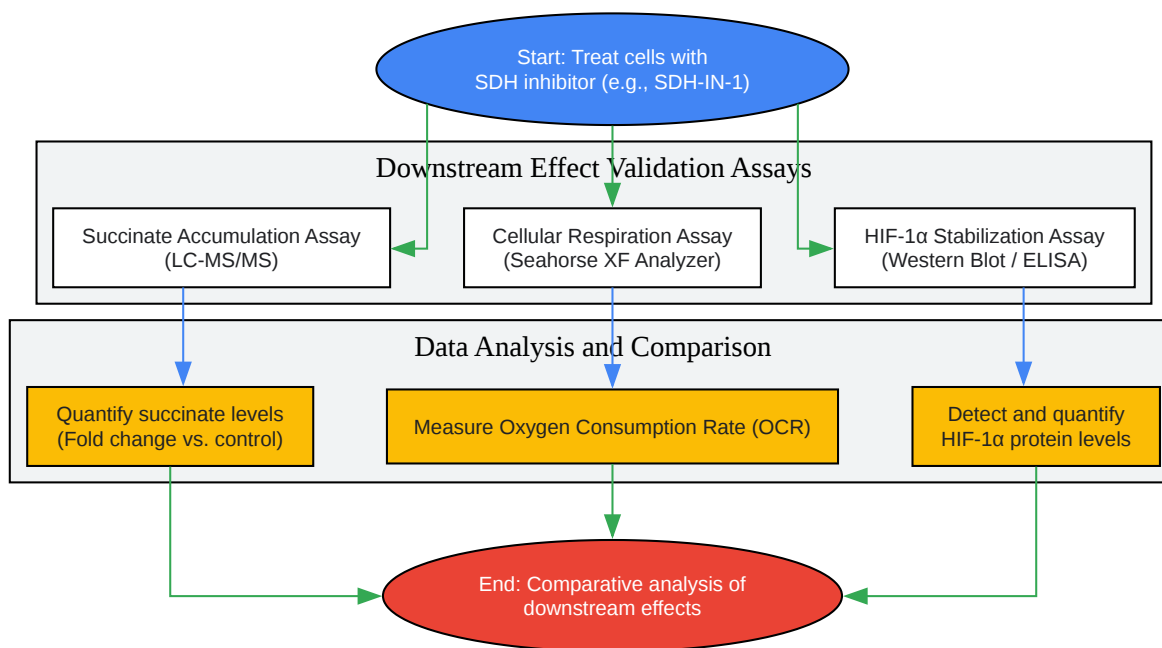 Start: Treat cells with
SDH inhibitor (e.g., SDH-IN-1)
Downstream Effect Validation Assays
Succinate Accumulation Assay
(LC-MS/MS)
Cellular Respiration Assay
(Seahorse XF Analyzer)
HIF-1α Stabilization Assay
(Western Blot / ELISA)
Data Analysis and Comparison
Quantify succinate levels
(Fold change vs. control)
Measure Oxygen Consumption Rate (OCR)
Detect and quantify
HIF-1α protein levels
End: Comparative analysis of
downstream effects